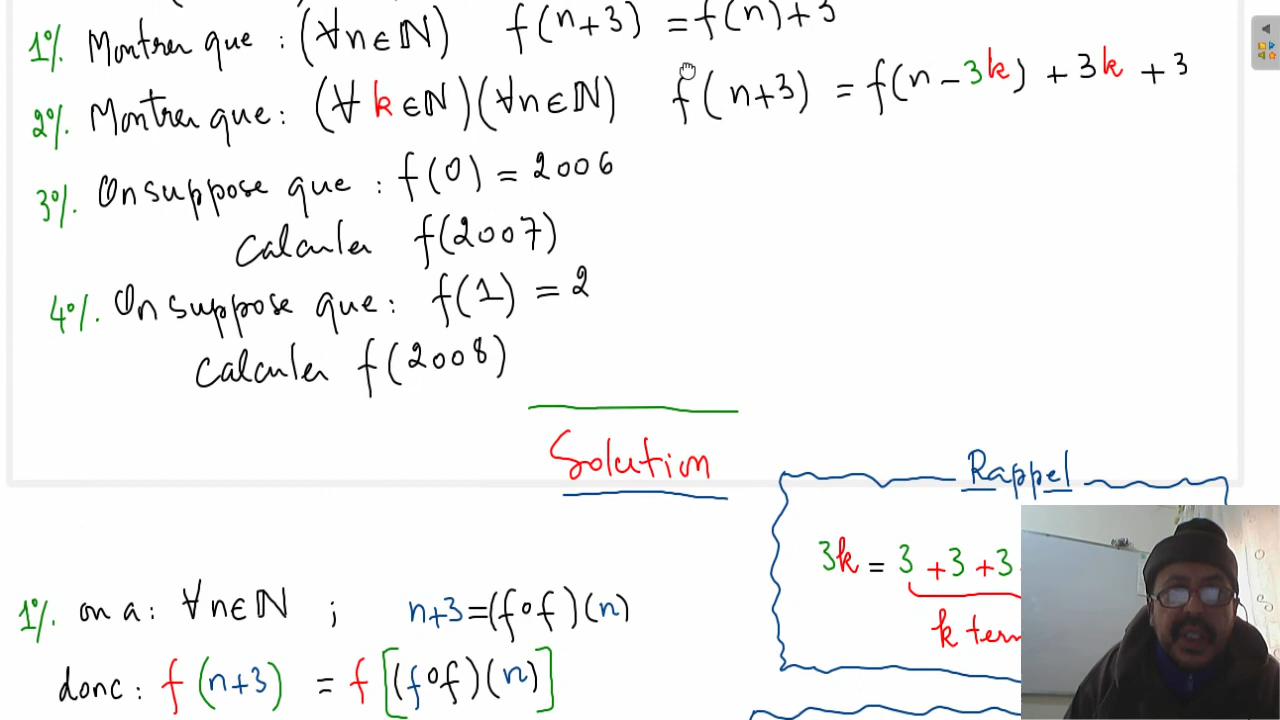 1°/. Montrer que : (∀n∈ℕ) f(n+3) = f(n)+3
2°/. Montrer que : (∀ k ∈ℕ)(∀n∈ℕ) f(n+3) = f(n-3k) + 3k + 3
3°/. On suppose que : f(0) = 2006
Calculer f(2007)
4°/. On suppose que : f(1) = 2
Calculer f(2008)
Solution
Rappel
3k = 3 + 3 + 3
k term
1°/. on a : ∀ n∈ℕ ; n+3=(f∘f)(n)
donc : f (n+3) = f [(f∘f)(n)]